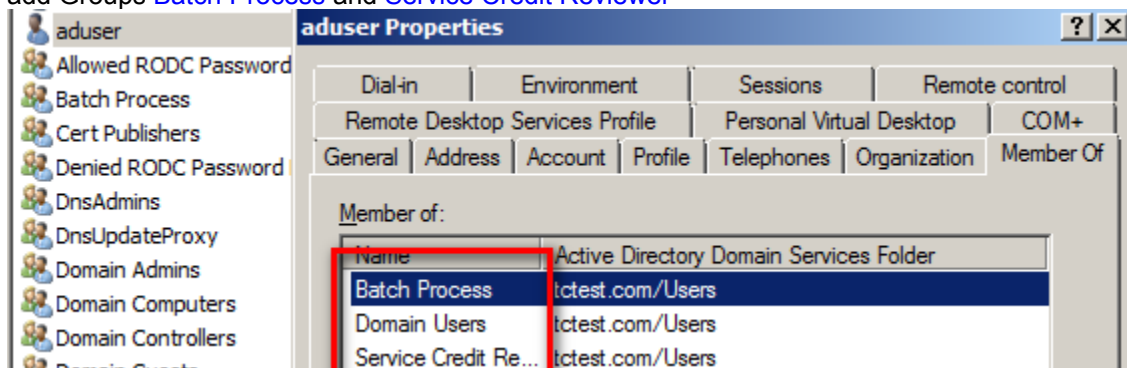 add Groups Batch Process and Service Credit Reviewer
aduser
Allowed RODC Password
Batch Process
Cert Publishers
Denied RODC Password
DnsAdmins
DnsUpdateProxy
Domain Admins
Domain Computers
Domain Controllers
Domain Guests
aduser Properties
Dial-in Environment Sessions Remote control
Remote Desktop Services Profile Personal Virtual Desktop COM+
General Address Account Profile Telephones Organization Member Of
Member of:
Name Active Directory Domain Services Folder
Batch Process tctest.com/Users
Domain Users tctest.com/Users
Service Credit Re... tctest.com/Users